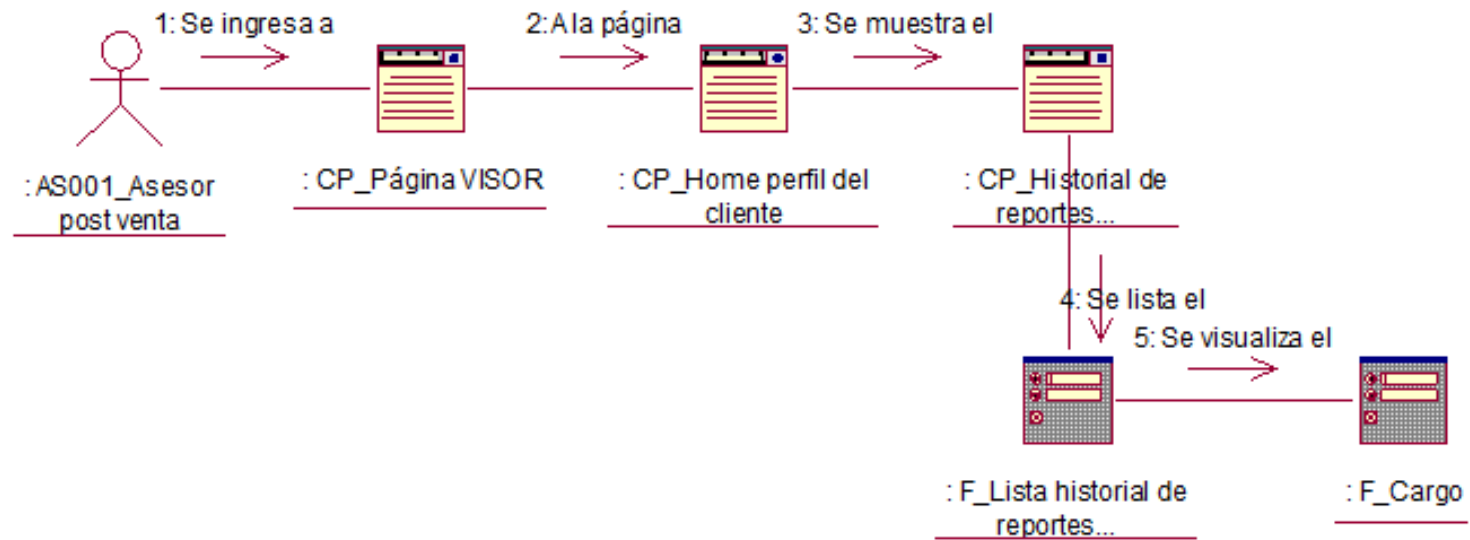 1: Se ingresa a
2: A la página
3: Se muestra el
: AS001_Asesor
post venta
: CP_Página VISOR
: CP_Home perfil del
cliente
: CP_Historial de
reportes...
4: Se lista el
5: Se visualiza el
: F_Lista historial de
reportes...
: F_Cargo